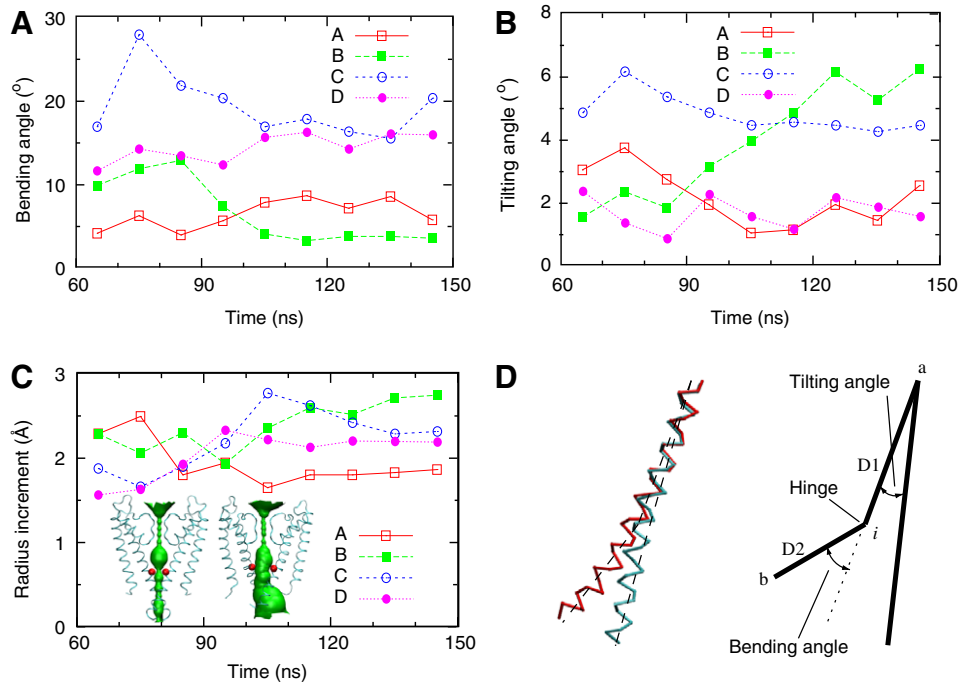 A
Bending angle (°)
30
20
10
0
60
90
120
150
Time (ns)
A
B
C
D
B
Tilting angle (°)
8
6
4
2
0
60
90
120
150
Time (ns)
A
B
C
D
C
Radius increment (Å)
3
2
1
0
60
90
120
150
Time (ns)
A
B
C
D
D
a
Tilting angle
D1
Hinge
i
D2
b
Bending angle